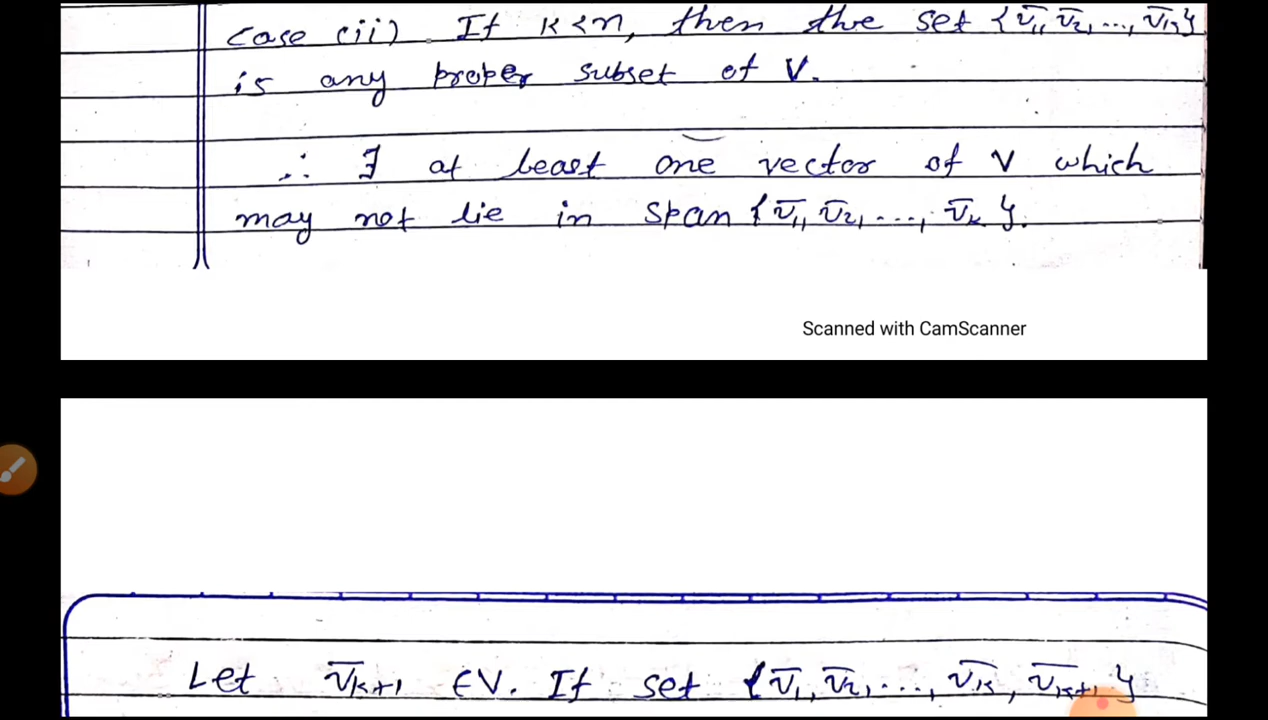 Case (ii) If K<n, then the set {v̄₁, v̄₂, ..., v̄ₖ}
is any proper subset of V.
∴ ∃ at least one vector of V which
may not lie in span {v̄₁, v̄₂, ..., v̄ₖ}.
Scanned with CamScanner
Let v̄ₖ₊₁ ∈V. If set {v̄₁, v̄₂, ..., v̄ₖ, v̄ₖ₊₁}